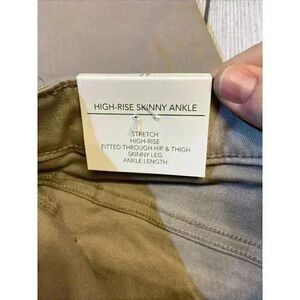 HIGH-RISE SKINNY ANKLE
STRETCH
HIGH-RISE
FITTED THROUGH HIP & THIGH
SKINNY LEG
ANKLE LENGTH